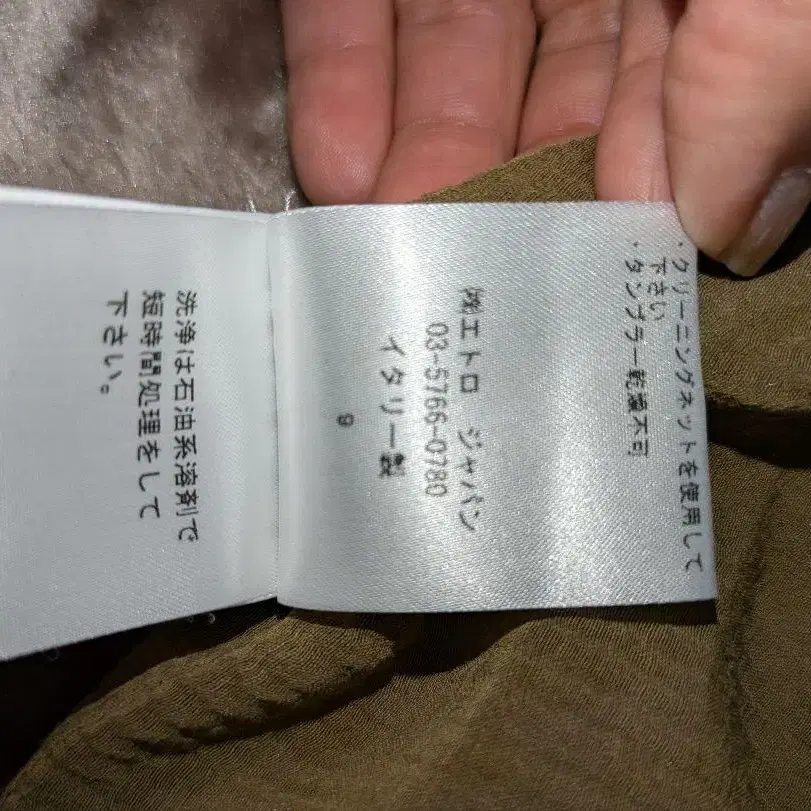 ・クリーニングネットを使用して
下さい
・タンブラー乾燥不可
㈱エトロ ジャパン
03-5766-0780
イタリー製
9
洗浄は石油系溶剤で
短時間処理をして
下さい。